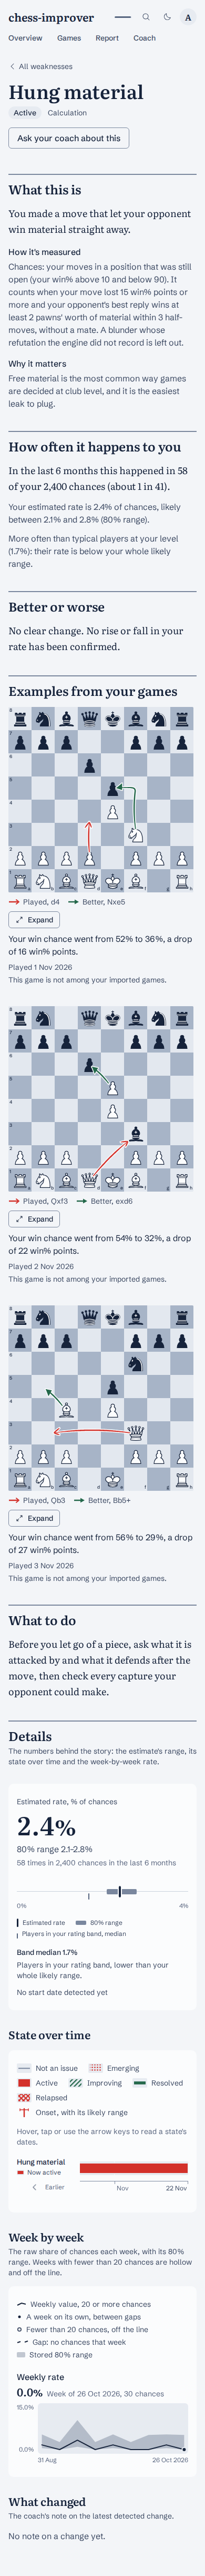 chess-improver
A
Overview Games Report Coach
All weaknesses
Hung material
Active Calculation
Ask your coach about this
What this is
You made a move that let your opponent
win material straight away.
How it's measured
Chances: your moves in a position that was still
open (your win% above 10 and below 90). It
counts when your move lost 15 win% points or
more and your opponent's best reply wins at
least 2 pawns' worth of material within 3 half-
moves, without a mate. A blunder whose
refutation the engine did not record is left out.
Why it matters
Free material is the most common way games
are decided at club level, and it is the easiest
leak to plug.
How often it happens to you
In the last 6 months this happened in 58
of your 2,400 chances (about 1 in 41).
Your estimated rate is 2.4% of chances, likely
between 2.1% and 2.8% (80% range).
More often than typical players at your level
(1.7%): their rate is below your whole likely
range.
Better or worse
No clear change. No rise or fall in your
rate has been confirmed.
Examples from your games
Played, d4 Better, Nxe5
Expand
Your win chance went from 52% to 36%, a drop
of 16 win% points.
Played 1 Nov 2026
This game is not among your imported games.
Played, Qxf3 Better, exd6
Expand
Your win chance went from 54% to 32%, a drop
of 22 win% points.
Played 2 Nov 2026
This game is not among your imported games.
Played, Qb3 Better, Bb5+
Expand
Your win chance went from 56% to 29%, a drop
of 27 win% points.
Played 3 Nov 2026
This game is not among your imported games.
What to do
Before you let go of a piece, ask what it is
attacked by and what it defends after the
move, then check every capture your
opponent could make.
Details
The numbers behind the story: the estimate's range, its
state over time and the week-by-week rate.
Estimated rate, % of chances
2.4%
80% range 2.1-2.8%
58 times in 2,400 chances in the last 6 months
0% 4%
Estimated rate 80% range
Players in your rating band, median
Band median 1.7%
Players in your rating band, lower than your
whole likely range.
No start date detected yet
State over time
Not an issue Emerging
Active Improving Resolved
Relapsed
Onset, with its likely range
Hover, tap or use the arrow keys to read a state's
dates.
Hung material
Now active
Earlier
Nov 22 Nov
Week by week
The raw share of chances each week, with its 80%
range. Weeks with fewer than 20 chances are hollow
and off the line.
Weekly value, 20 or more chances
A week on its own, between gaps
Fewer than 20 chances, off the line
Gap: no chances that week
Stored 80% range
Weekly rate
0.0% Week of 26 Oct 2026, 30 chances
15.0%
0.0%
31 Aug 26 Oct 2026
What changed
The coach's note on the latest detected change.
No note on a change yet.